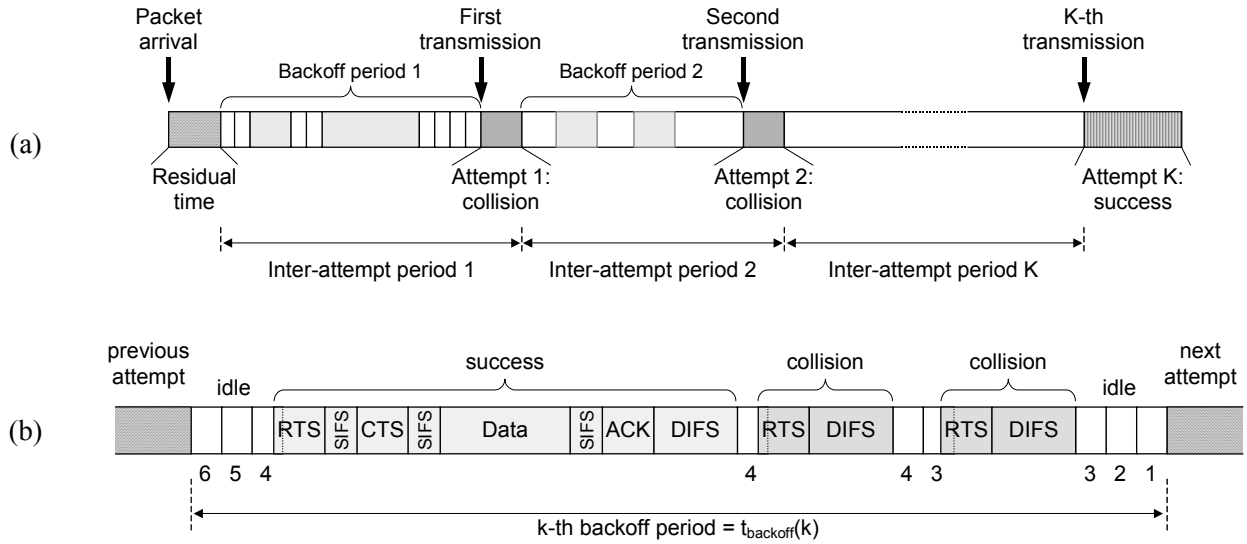 Packet
arrival
First
transmission
Second
transmission
K-th
transmission
Backoff period 1
Backoff period 2
(a)
Residual
time
Attempt 1:
collision
Attempt 2:
collision
Attempt K:
success
Inter-attempt period 1
Inter-attempt period 2
Inter-attempt period K
previous
attempt
idle
success
collision
collision
idle
next
attempt
(b)
RTS SIFS CTS SIFS Data SIFS ACK DIFS RTS DIFS RTS DIFS
6 5 4 4 4 3 3 2 1
k-th backoff period = t_backoff(k)